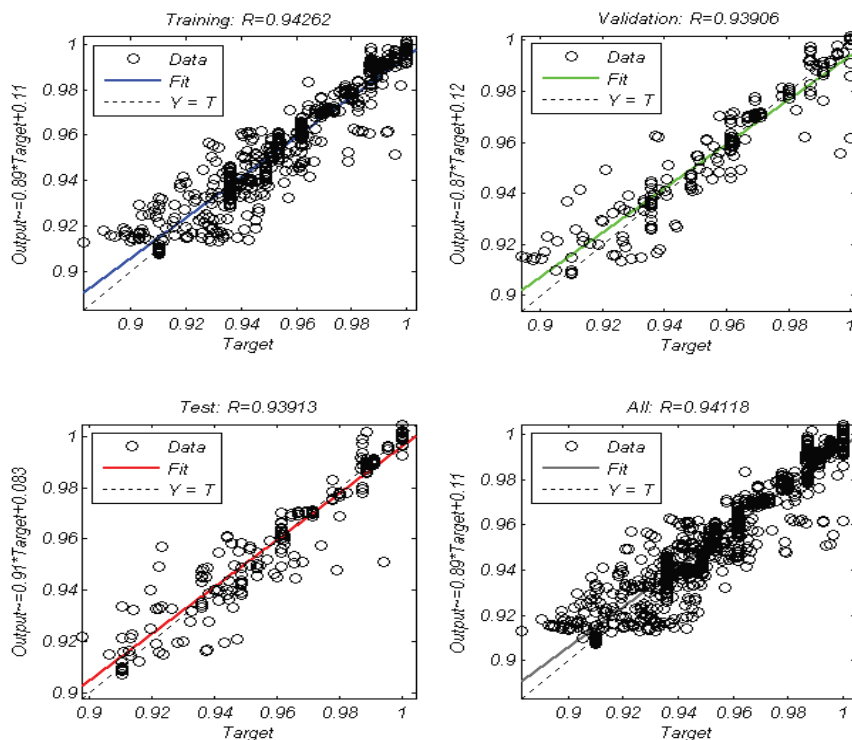 Training: R=0.94262
Output~=0.89*Target+0.11
1
0.98
0.96
0.94
0.92
0.9
Data
Fit
Y = T
0.9
0.92
0.94
0.96
0.98
1
Target
Validation: R=0.93906
Output~=0.87*Target+0.12
1
0.98
0.96
0.94
0.92
0.9
Data
Fit
Y = T
0.9
0.92
0.94
0.96
0.98
1
Target
Test: R=0.93913
Output~=0.91*Target+0.083
1
0.98
0.96
0.94
0.92
0.9
Data
Fit
Y = T
0.9
0.92
0.94
0.96
0.98
1
Target
All: R=0.94118
Output~=0.89*Target+0.11
1
0.98
0.96
0.94
0.92
0.9
Data
Fit
Y = T
0.9
0.92
0.94
0.96
0.98
1
Target